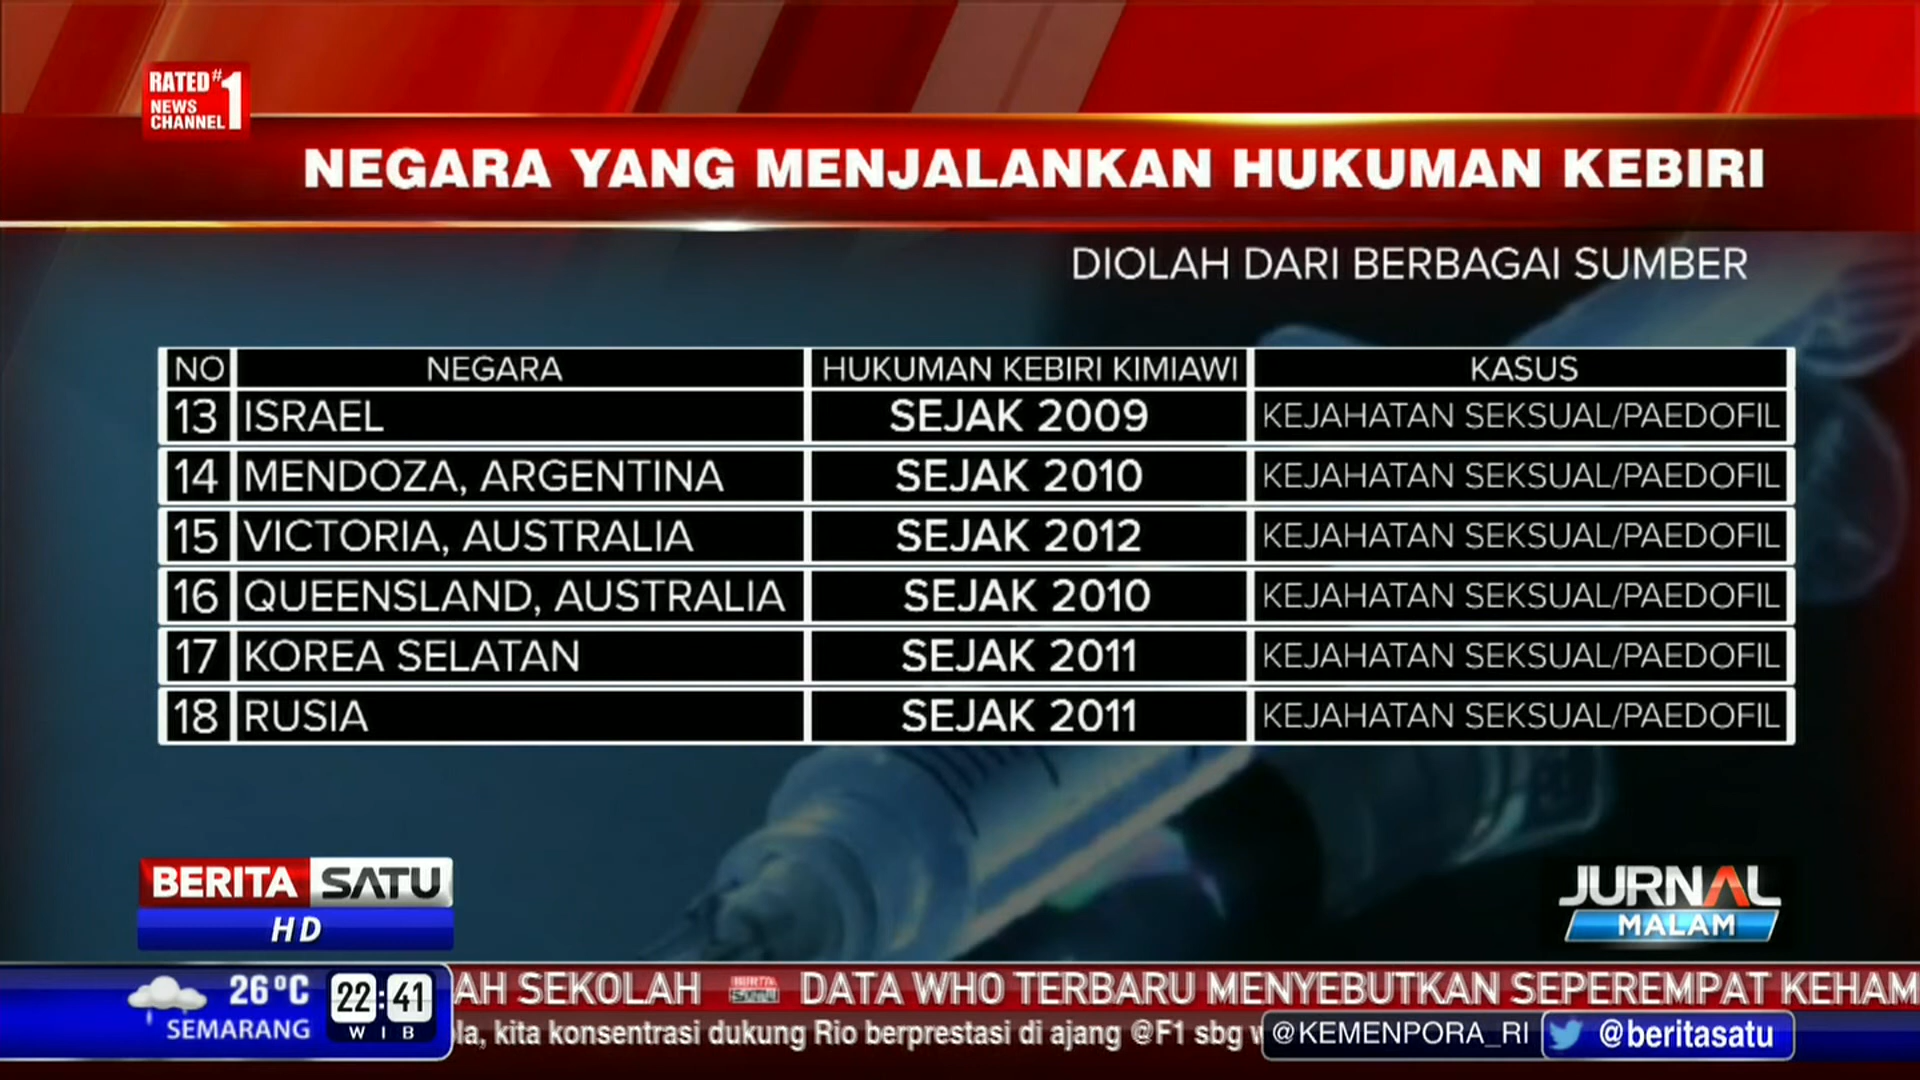 RATED #1
NEWS
CHANNEL
NEGARA YANG MENJALANKAN HUKUMAN KEBIRI
DIOLAH DARI BERBAGAI SUMBER
NO NEGARA HUKUMAN KEBIRI KIMIAWI KASUS
13 ISRAEL SEJAK 2009 KEJAHATAN SEKSUAL/PAEDOFIL
14 MENDOZA, ARGENTINA SEJAK 2010 KEJAHATAN SEKSUAL/PAEDOFIL
15 VICTORIA, AUSTRALIA SEJAK 2012 KEJAHATAN SEKSUAL/PAEDOFIL
16 QUEENSLAND, AUSTRALIA SEJAK 2010 KEJAHATAN SEKSUAL/PAEDOFIL
17 KOREA SELATAN SEJAK 2011 KEJAHATAN SEKSUAL/PAEDOFIL
18 RUSIA SEJAK 2011 KEJAHATAN SEKSUAL/PAEDOFIL
BERITA SATU
HD
JURNAL
MALAM
26°C
SEMARANG
22:41
WIB
AH SEKOLAH BERITA SATU DATA WHO TERBARU MENYEBUTKAN SEPEREMPAT KEHAM
la, kita konsentrasi dukung Rio berprestasi di ajang @F1 sbg w
@KEMENPORA_RI @beritasatu